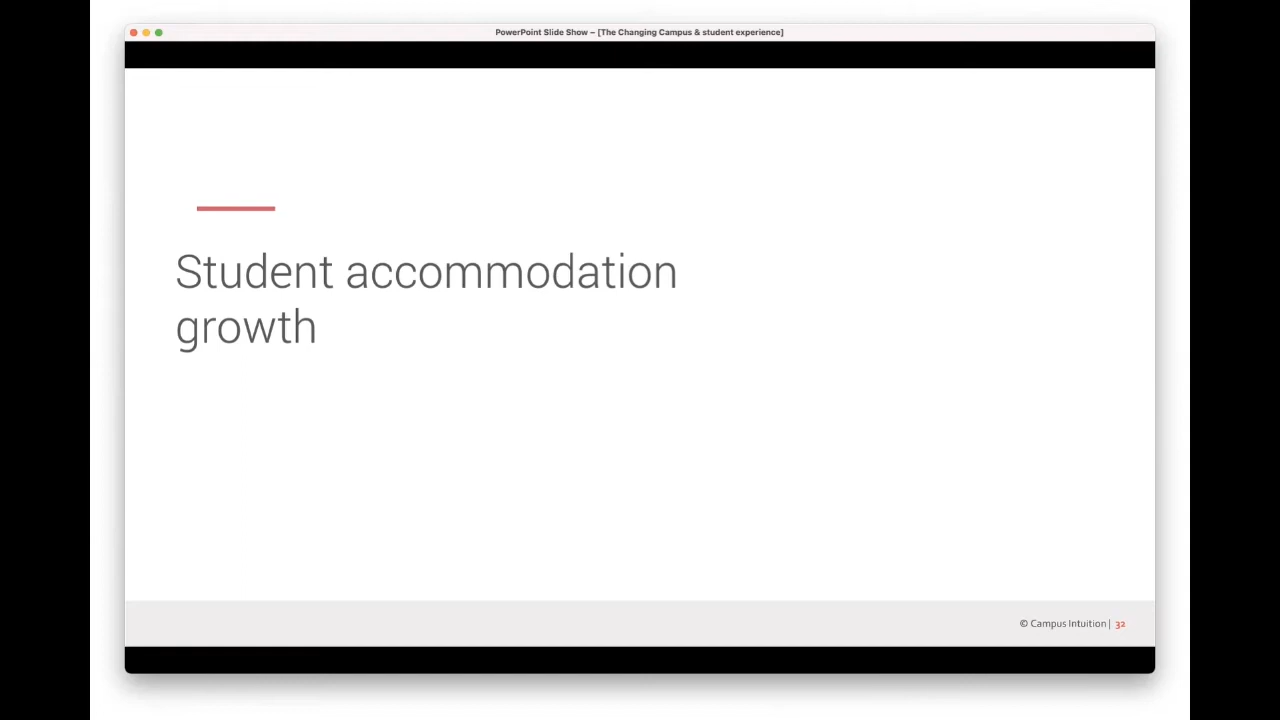 PowerPoint Slide Show – [The Changing Campus & student experience]
Student accommodation
growth
© Campus Intuition | 32